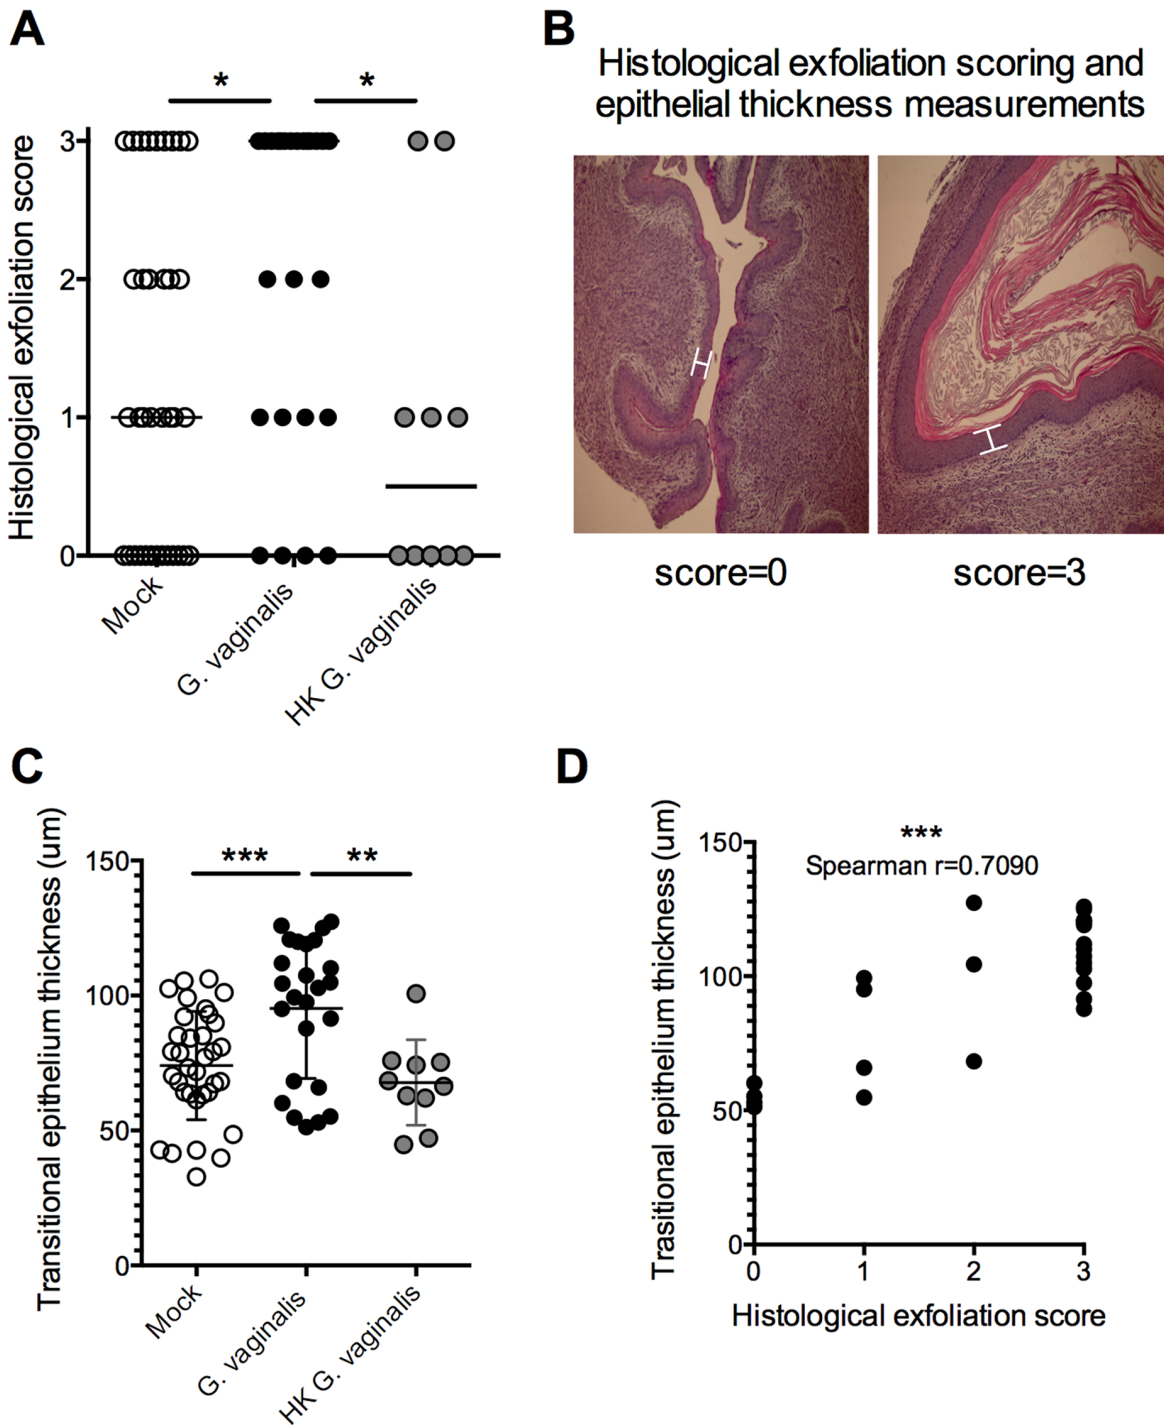 A
* *
Histological exfoliation score
3
2
1
0
Mock
G. vaginalis
HK G. vaginalis
B
Histological exfoliation scoring and
epithelial thickness measurements
score=0
score=3
C
Transitional epithelium thickness (um)
*** **
150
100
50
0
Mock
G. vaginalis
HK G. vaginalis
D
Trasitional epithelium thickness (um)
***
Spearman r=0.7090
150
100
50
0
0 1 2 3
Histological exfoliation score